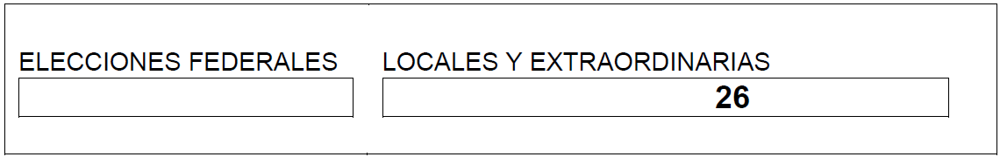 ELECCIONES FEDERALES LOCALES Y EXTRAORDINARIAS
26